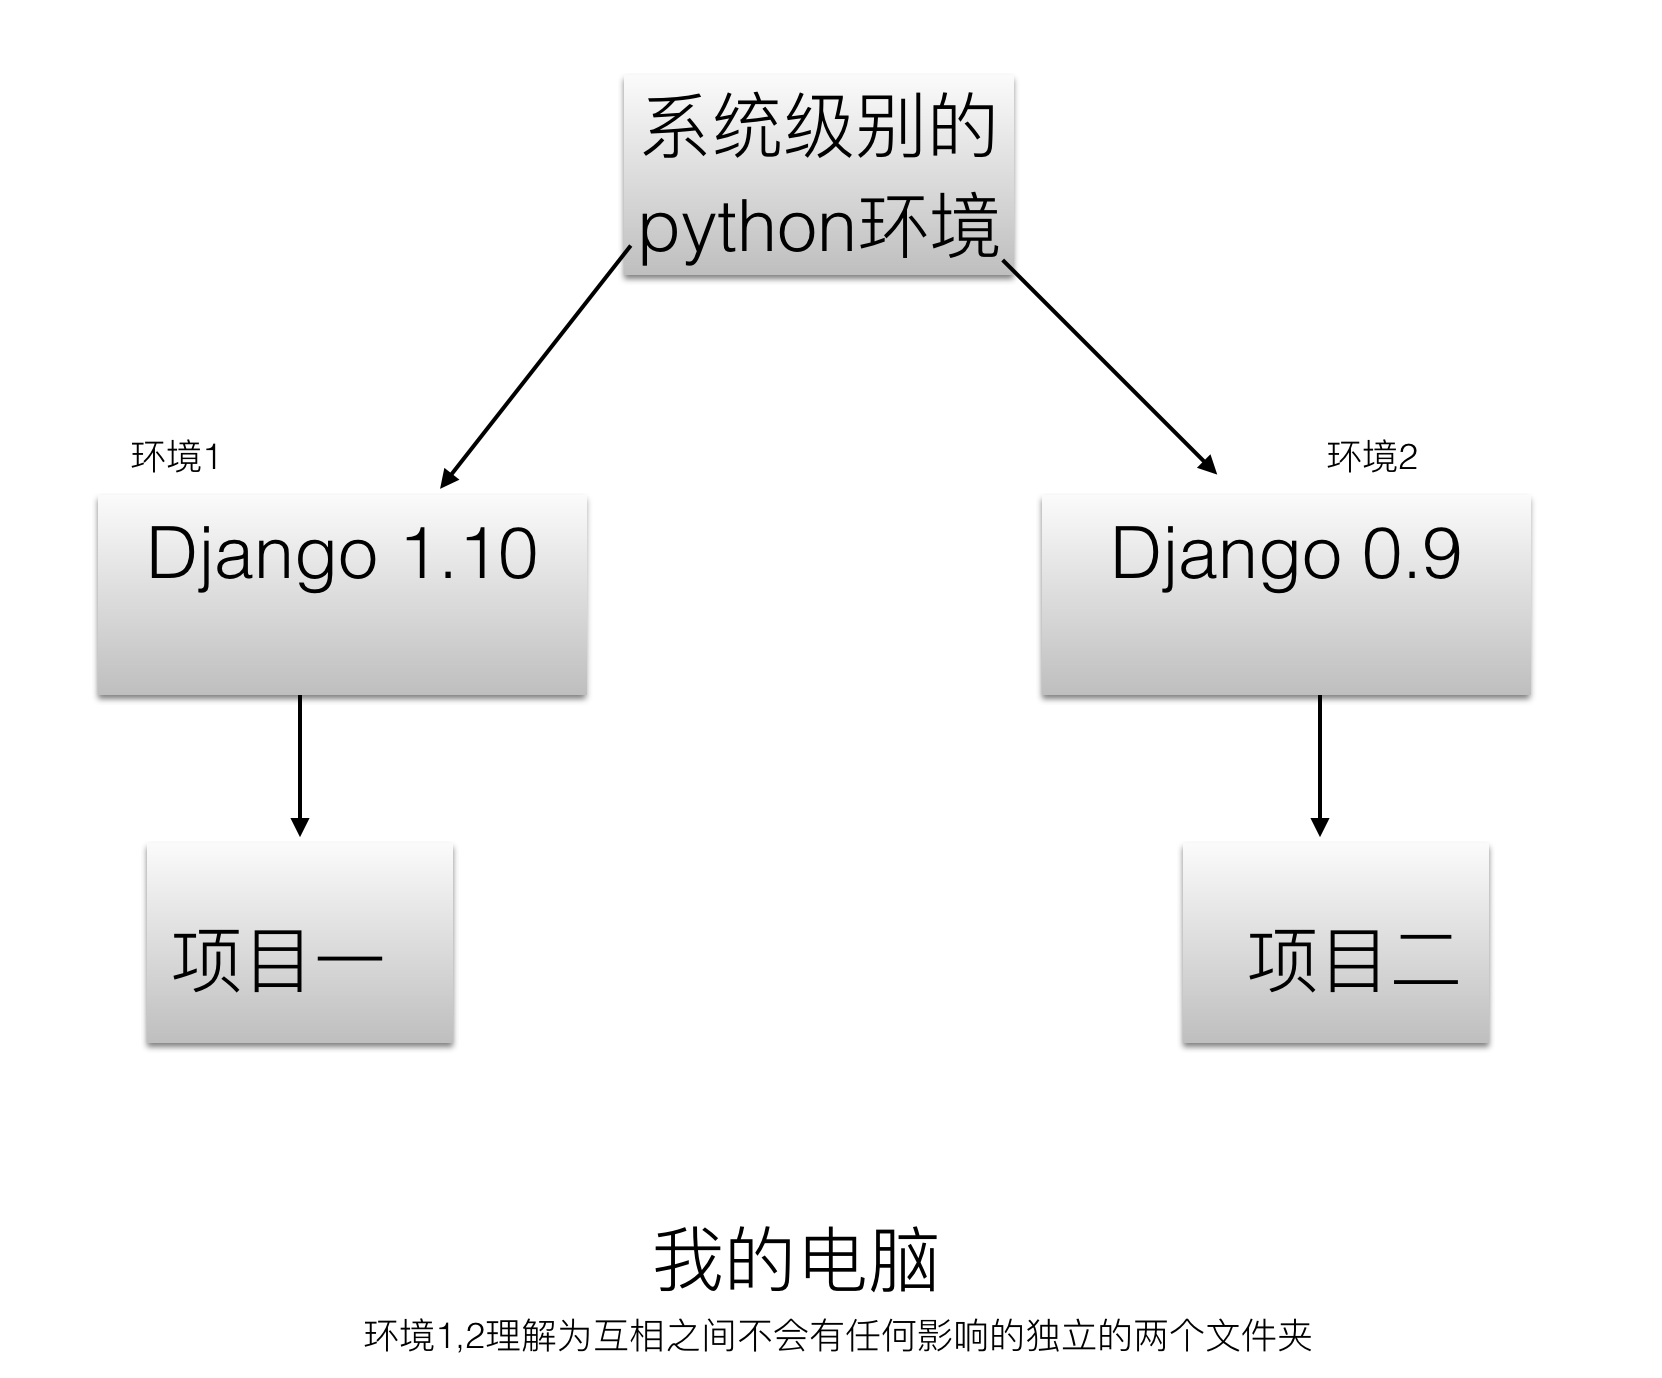 系统级别的
python环境
环境1
环境2
Django 1.10
Django 0.9
项目一
项目二
我的电脑
环境1,2理解为互相之间不会有任何影响的独立的两个文件夹